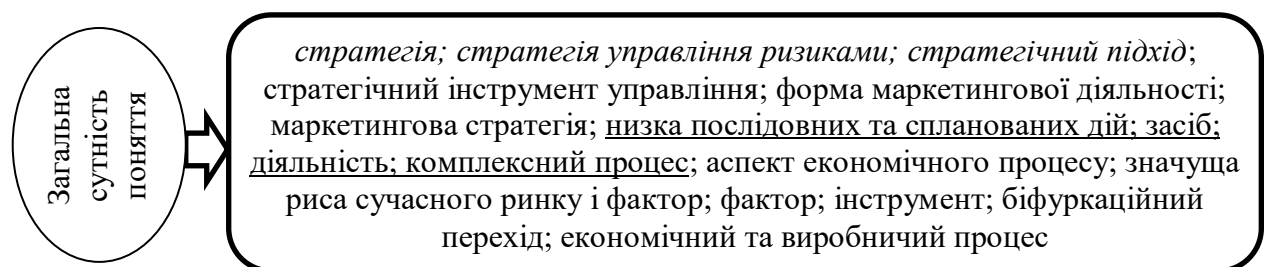 Загальна
сутність
поняття
стратегія; стратегія управління ризиками; стратегічний підхід;
стратегічний інструмент управління; форма маркетингової діяльності;
маркетингова стратегія; низка послідовних та спланованих дій; засіб;
діяльність; комплексний процес; аспект економічного процесу; значуща
риса сучасного ринку і фактор; фактор; інструмент; біфуркаційний
перехід; економічний та виробничий процес